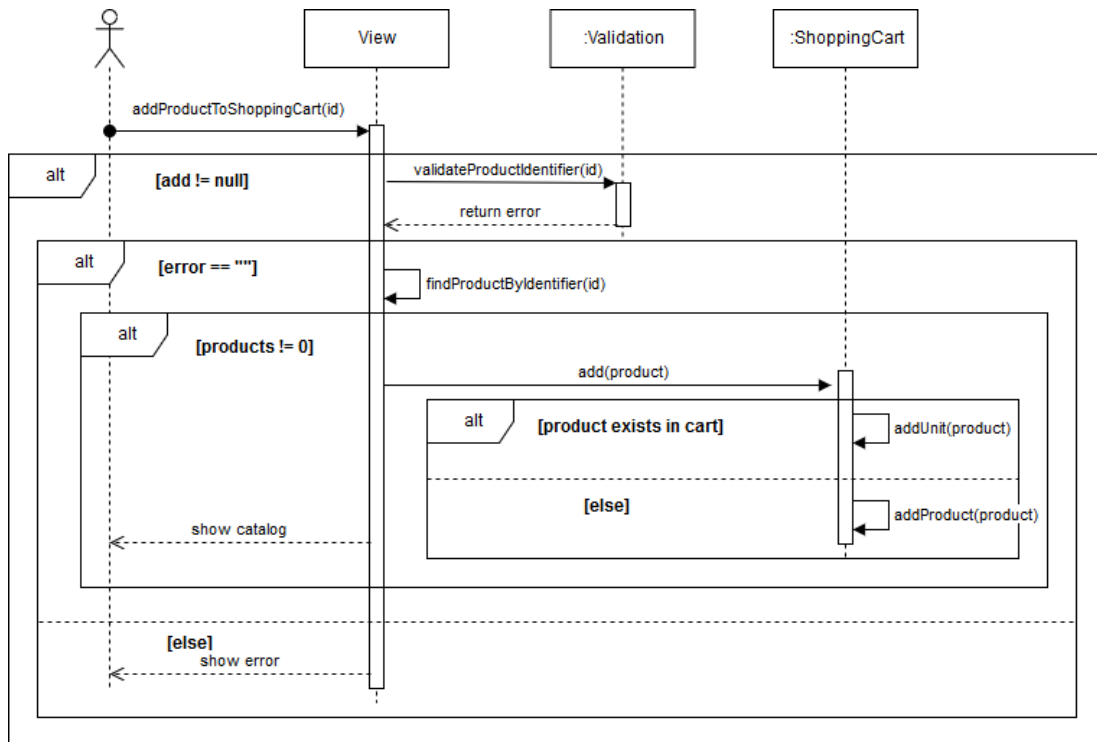 View
:Validation
:ShoppingCart
addProductToShoppingCart(id)
alt
[add != null]
validateProductIdentifier(id)
return error
alt
[error == ""]
findProductByIdentifier(id)
alt
[products != 0]
add(product)
alt
[product exists in cart]
addUnit(product)
[else]
addProduct(product)
show catalog
[else]
show error